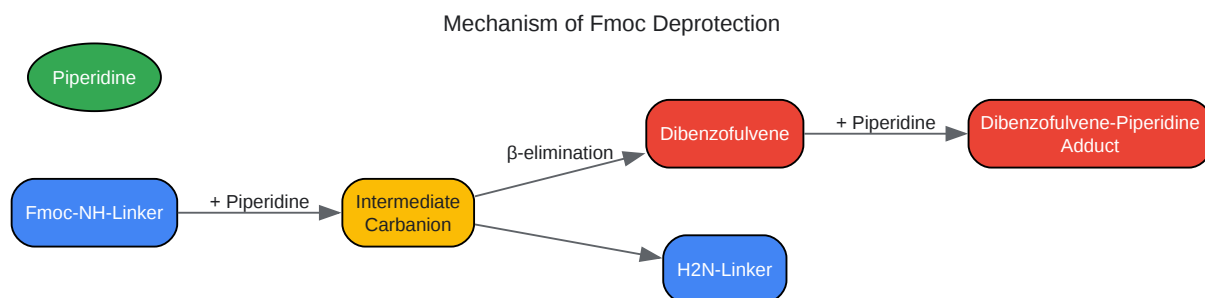 Mechanism of Fmoc Deprotection
Piperidine
Fmoc-NH-Linker
+ Piperidine
Intermediate
Carbanion
β-elimination
Dibenzofulvene
+ Piperidine
Dibenzofulvene-Piperidine
Adduct
H2N-Linker